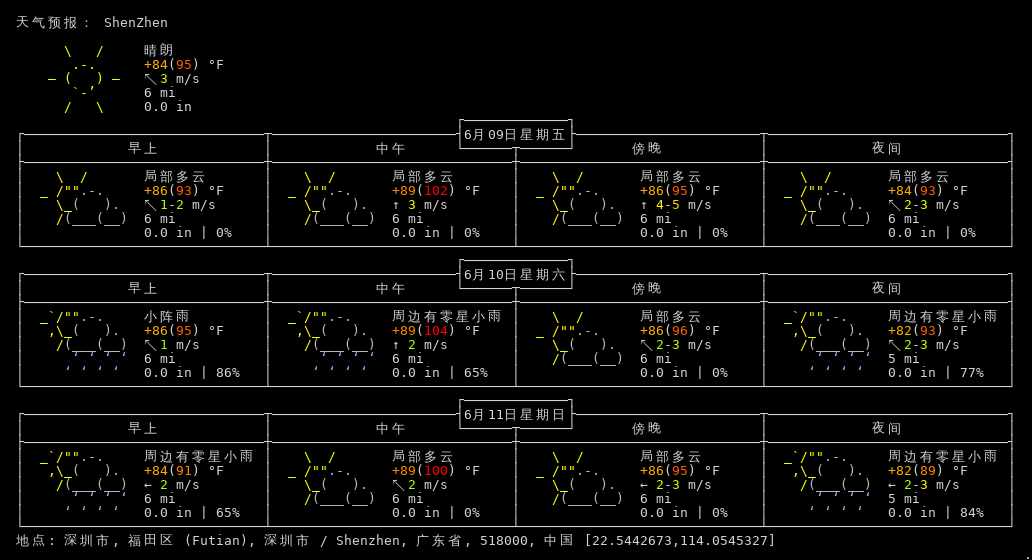 天气预报： ShenZhen
晴朗
+84(95) °F
↖ 3 m/s
6 mi
0.0 in
6月09日星期五
早上 中午 傍晚 夜间
局部多云 局部多云 局部多云 局部多云
+86(93) °F +89(102) °F +86(95) °F +84(93) °F
↖ 1-2 m/s ↑ 3 m/s ↑ 4-5 m/s ↖ 2-3 m/s
6 mi 6 mi 6 mi 6 mi
0.0 in | 0% 0.0 in | 0% 0.0 in | 0% 0.0 in | 0%
6月10日星期六
早上 中午 傍晚 夜间
小阵雨 周边有零星小雨 局部多云 周边有零星小雨
+86(95) °F +89(104) °F +86(96) °F +82(93) °F
↖ 1 m/s ↑ 2 m/s ↖ 2-3 m/s ↖ 2-3 m/s
6 mi 6 mi 6 mi 5 mi
0.0 in | 86% 0.0 in | 65% 0.0 in | 0% 0.0 in | 77%
6月11日星期日
早上 中午 傍晚 夜间
周边有零星小雨 局部多云 局部多云 周边有零星小雨
+84(91) °F +89(100) °F +86(95) °F +82(89) °F
← 2 m/s ↖ 2 m/s ← 2-3 m/s ← 2-3 m/s
6 mi 6 mi 6 mi 5 mi
0.0 in | 65% 0.0 in | 0% 0.0 in | 0% 0.0 in | 84%
地点: 深圳市, 福田区 (Futian), 深圳市 / Shenzhen, 广东省, 518000, 中国 [22.5442673,114.0545327]